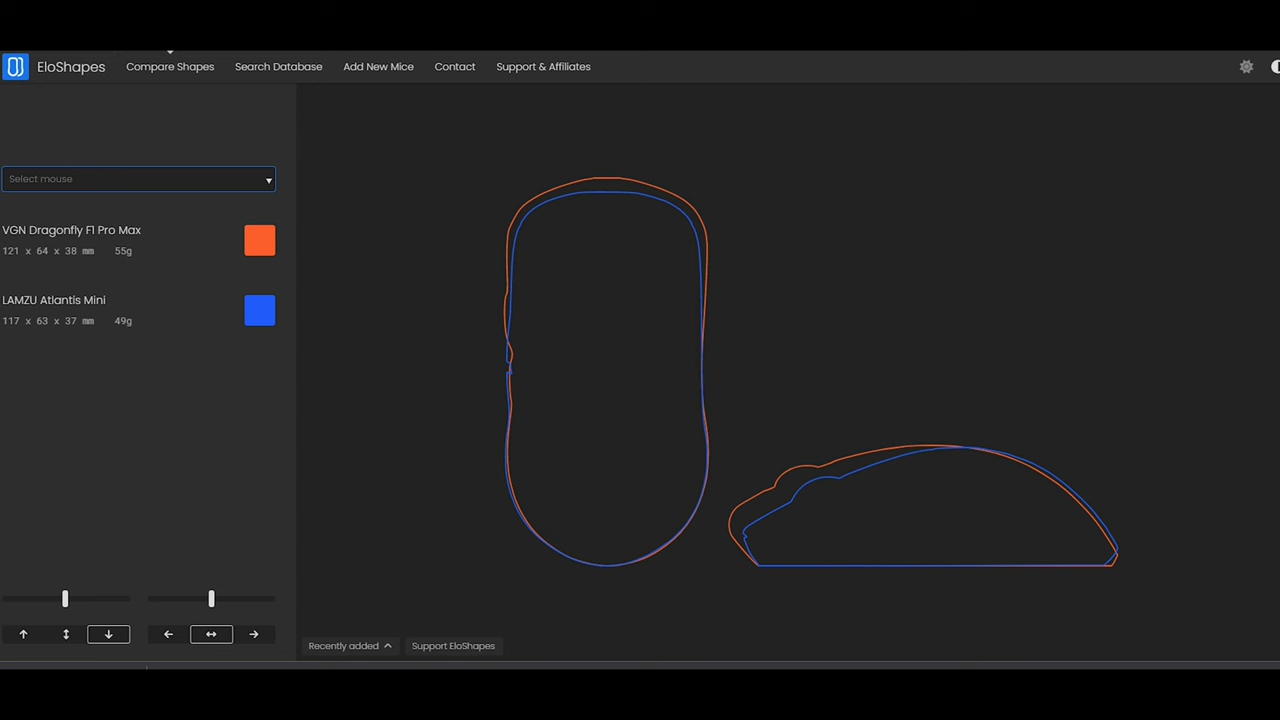 EloShapes Compare Shapes Search Database Add New Mice Contact Support & Affiliates
Select mouse
VGN Dragonfly F1 Pro Max
121 x 64 x 38 mm 55g
LAMZU Atlantis Mini
117 x 63 x 37 mm 49g
Recently added Support EloShapes